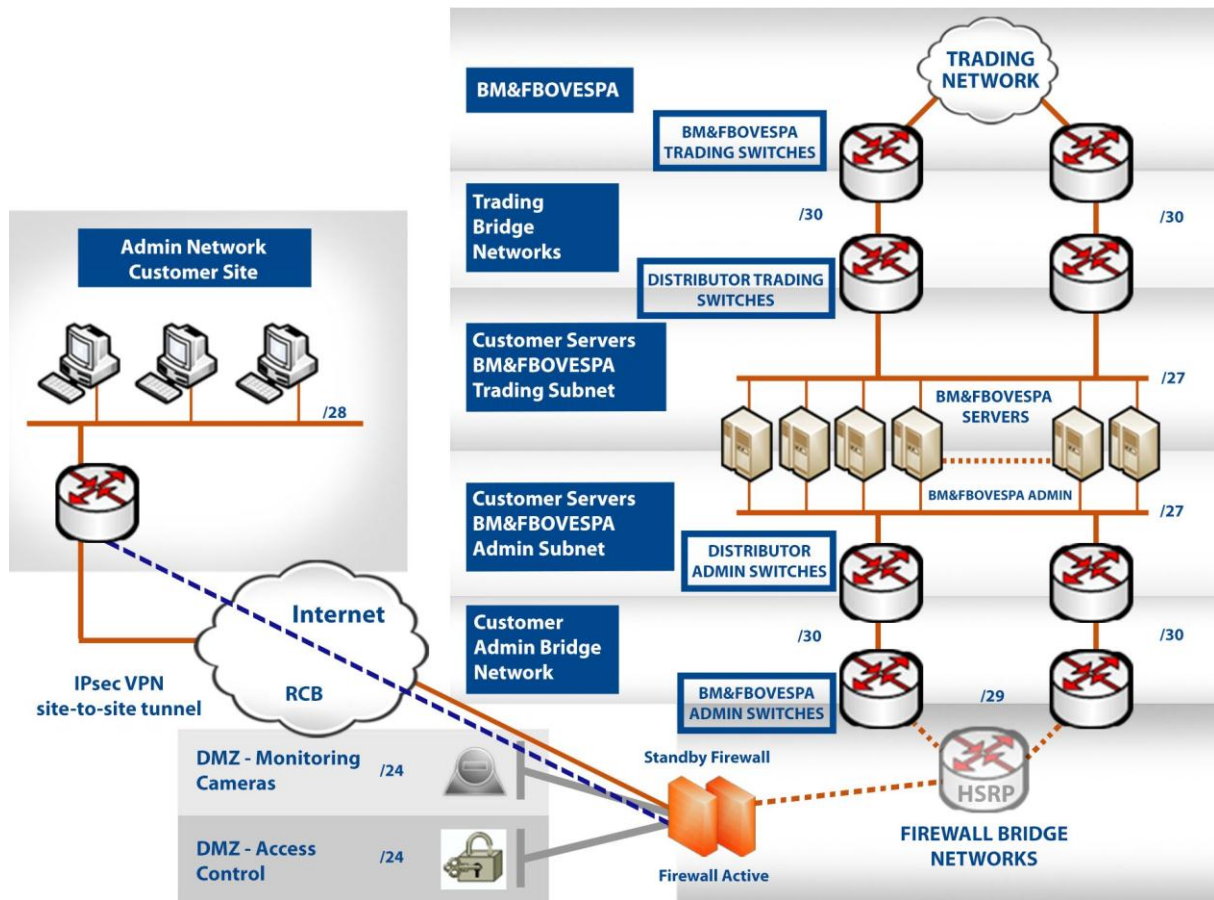 TRADING
NETWORK
BM&FBOVESPA
BM&FBOVESPA
TRADING SWITCHES
Trading
Bridge
Networks
/30
/30
Admin Network
Customer Site
DISTRIBUTOR TRADING
SWITCHES
Customer Servers
BM&FBOVESPA
Trading Subnet
/27
BM&FBOVESPA
SERVERS
/28
BM&FBOVESPA ADMIN
/27
Customer Servers
BM&FBOVESPA
Admin Subnet
DISTRIBUTOR
ADMIN SWITCHES
Internet
RCB
Customer
Admin Bridge
Network
/30
/30
IPsec VPN
site-to-site tunnel
BM&FBOVESPA
ADMIN SWITCHES
/29
DMZ - Monitoring
Cameras
/24
Standby Firewall
HSRP
FIREWALL BRIDGE
NETWORKS
DMZ - Access
Control
/24
Firewall Active